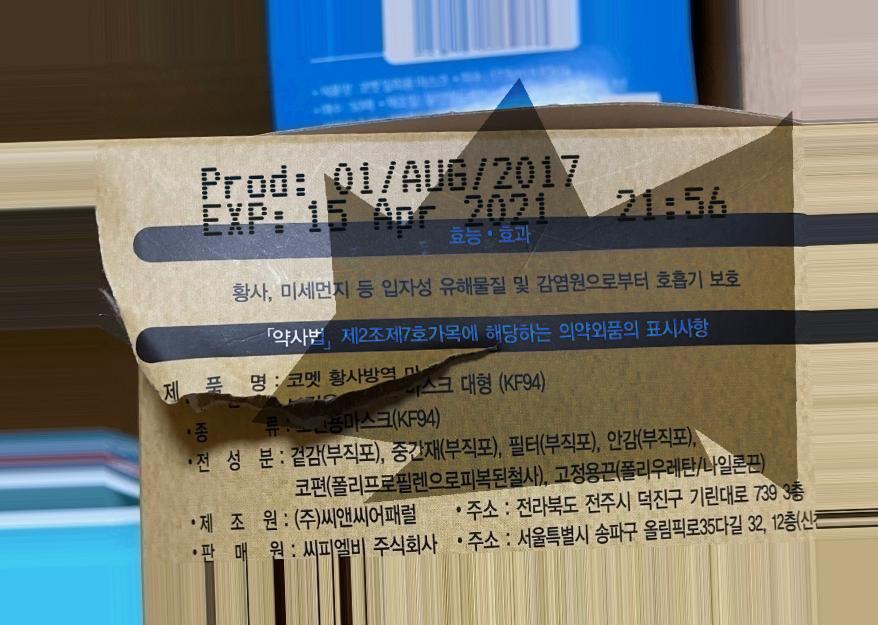 Prod: 01/AUG/2017
EXP: 15 Apr 2021 21:56
효능 • 효과
황사, 미세먼지 등 입자성 유해물질 및 감염원으로부터 호흡기 보호
「약사법」 제2조제7호가목에 해당하는 의약외품의 표시사항
제 품 명 : 코멧 황사방역 마스크 대형 (KF94)
•종 류 : 보건용마스크(KF94)
•전 성 분 : 겉감(부직포), 중간재(부직포), 필터(부직포), 안감(부직포),
코편(폴리프로필렌으로피복된철사), 고정용끈(폴리우레탄/나일론끈)
•제 조 원 : (주)씨앤씨어패럴 •주소 : 전라북도 전주시 덕진구 기린대로 739 3층
•판 매 원 : 씨피엘비 주식회사 •주소 : 서울특별시 송파구 올림픽로35다길 32, 12층